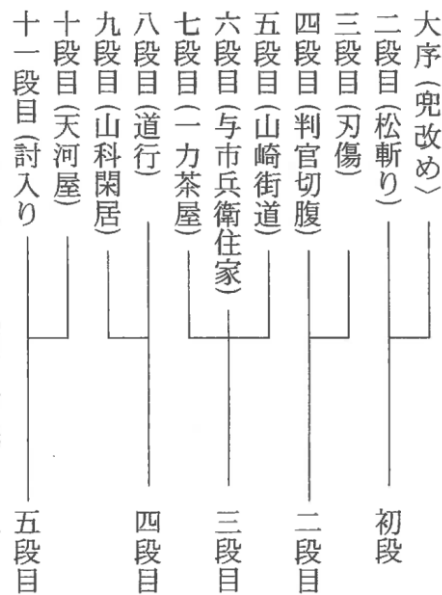 大序(兜改め)
二段目(松斬り)
三段目(刃傷)
四段目(判官切腹)
五段目(山崎街道)
六段目(与市兵衛住家)
七段目(一力茶屋)
八段目(道行)
九段目(山科閑居)
十段目(天河屋)
十一段目(討入り
初段
二段目
三段目
四段目
五段目